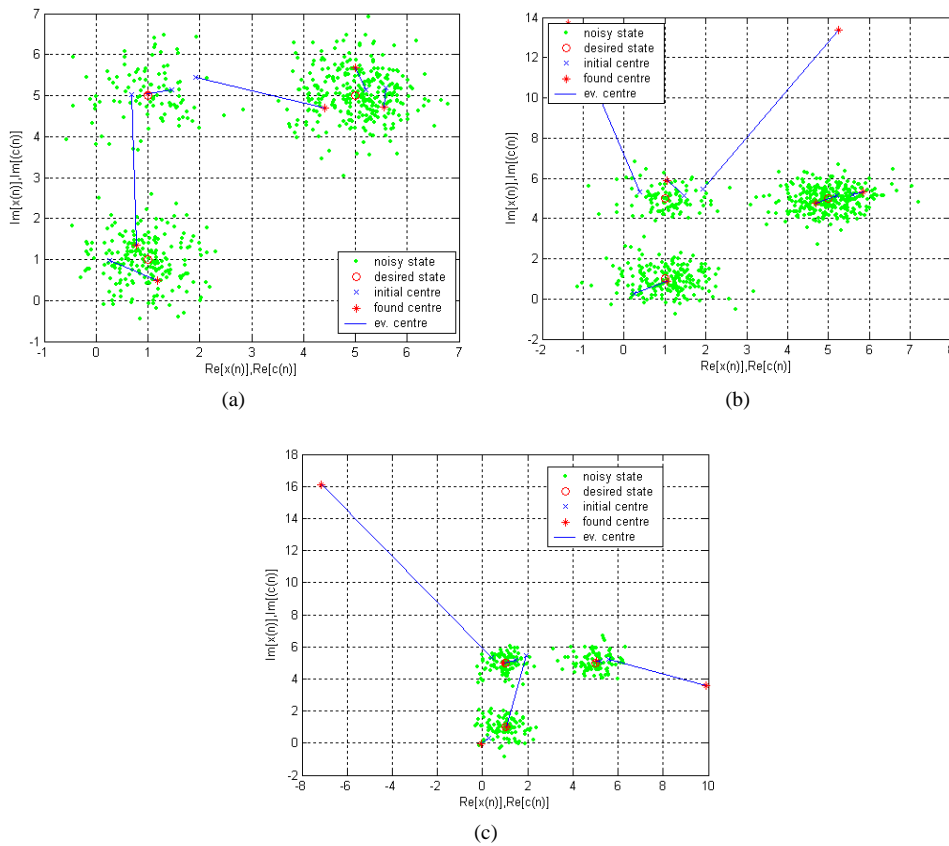 7
6
5
4
3
2
1
0
-1
Im[x(n)],Im[(c(n)]
noisy state
desired state
initial centre
found centre
ev. centre
-1 0 1 2 3 4 5 6 7
Re[x(n)],Re[c(n)]
(a)
14
12
10
8
6
4
2
0
-2
Im[x(n)],Im[(c(n)]
noisy state
desired state
initial centre
found centre
ev. centre
-2 -1 0 1 2 3 4 5 6 7 8
Re[x(n)],Re[c(n)]
(b)
18
16
14
12
10
8
6
4
2
0
-2
Im[x(n)],Im[(c(n)]
noisy state
desired state
initial centre
found centre
ev. centre
-8 -6 -4 -2 0 2 4 6 8 10
Re[x(n)],Re[c(n)]
(c)